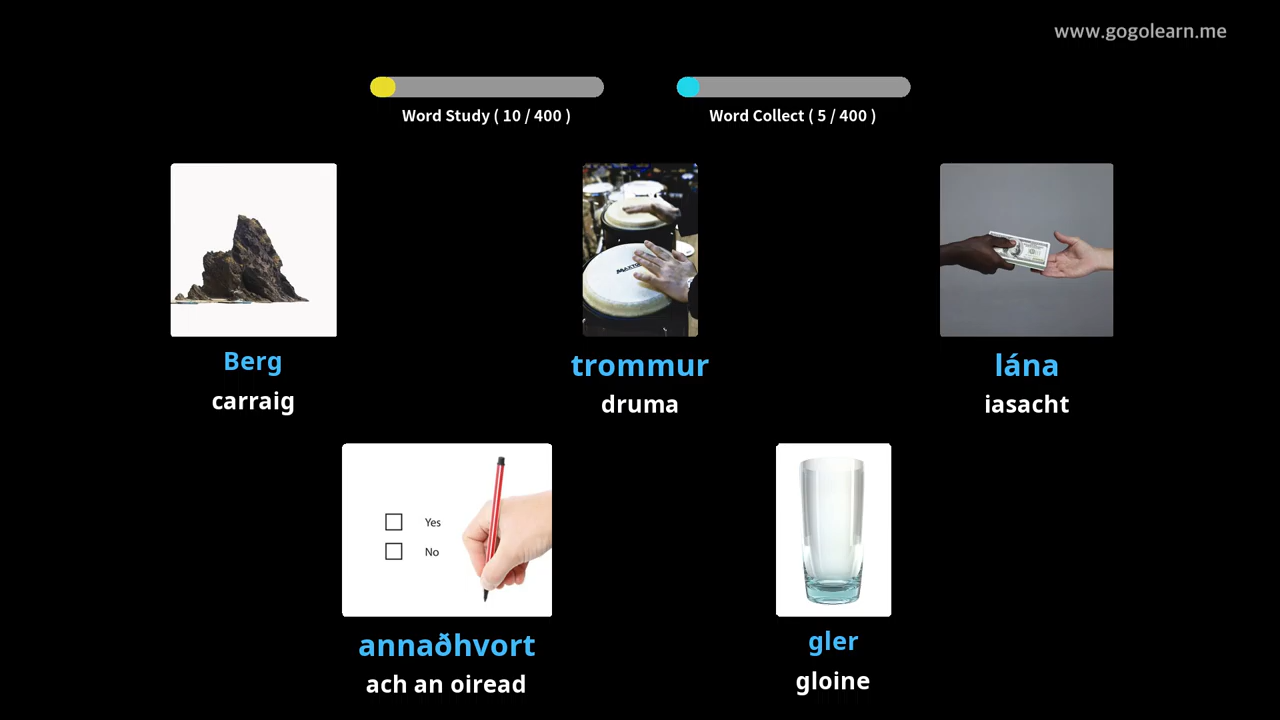 www.gogolearn.me
Word Study ( 10 / 400 )
Word Collect ( 5 / 400 )
Berg
carraig
trommur
druma
lána
iasacht
Yes
No
annaðhvort
ach an oiread
gler
gloine